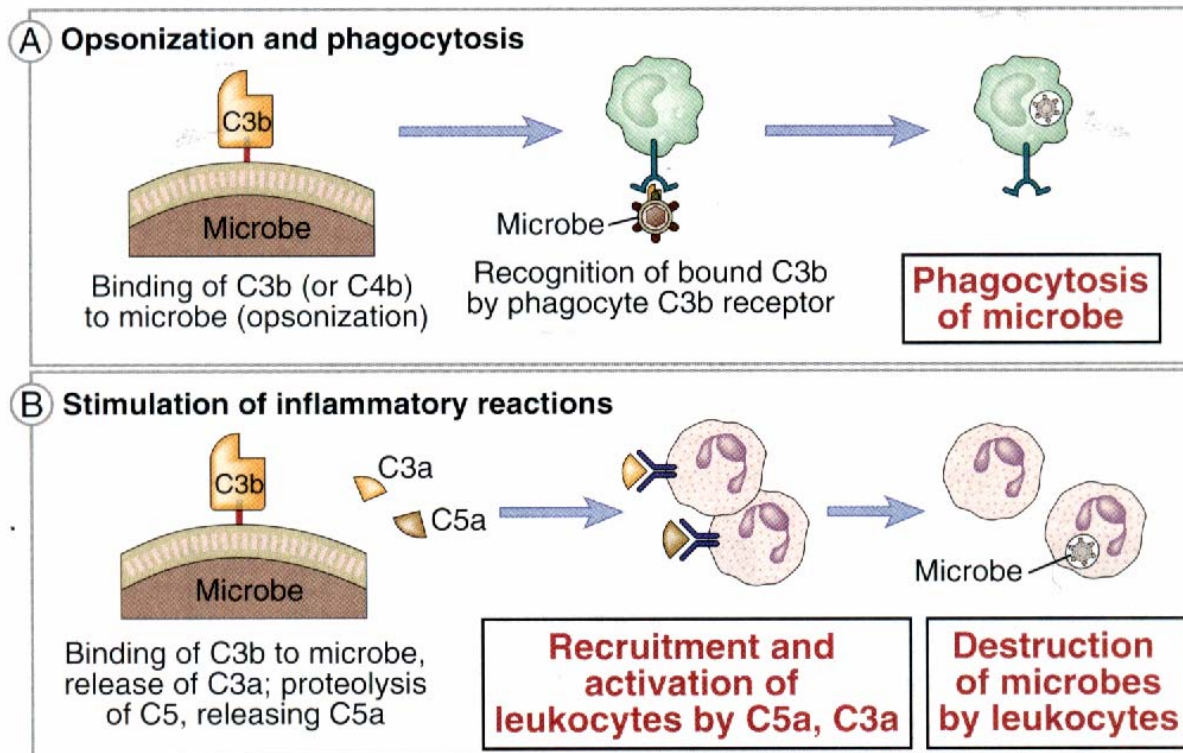 A Opsonization and phagocytosis
C3b
Microbe
Binding of C3b (or C4b)
to microbe (opsonization)
Microbe
Recognition of bound C3b
by phagocyte C3b receptor
Phagocytosis
of microbe
B Stimulation of inflammatory reactions
C3b
C3a
C5a
Microbe
Binding of C3b to microbe,
release of C3a; proteolysis
of C5, releasing C5a
Recruitment and
activation of
leukocytes by C5a, C3a
Microbe
Destruction
of microbes
by leukocytes